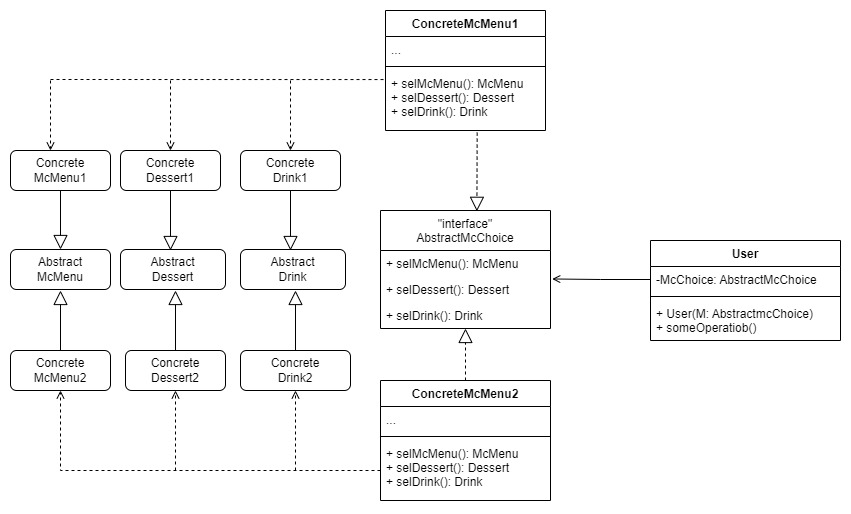 ConcreteMcMenu1
...
+ selMcMenu(): McMenu
+ selDessert(): Dessert
+ selDrink(): Drink
Concrete
McMenu1
Concrete
Dessert1
Concrete
Drink1
Abstract
McMenu
Abstract
Dessert
Abstract
Drink
"interface"
AbstractMcChoice
+ selMcMenu(): McMenu
+ selDessert(): Dessert
+ selDrink(): Drink
User
-McChoice: AbstractMcChoice
+ User(M: AbstractmcChoice)
+ someOperatiob()
Concrete
McMenu2
Concrete
Dessert2
Concrete
Drink2
ConcreteMcMenu2
...
+ selMcMenu(): McMenu
+ selDessert(): Dessert
+ selDrink(): Drink